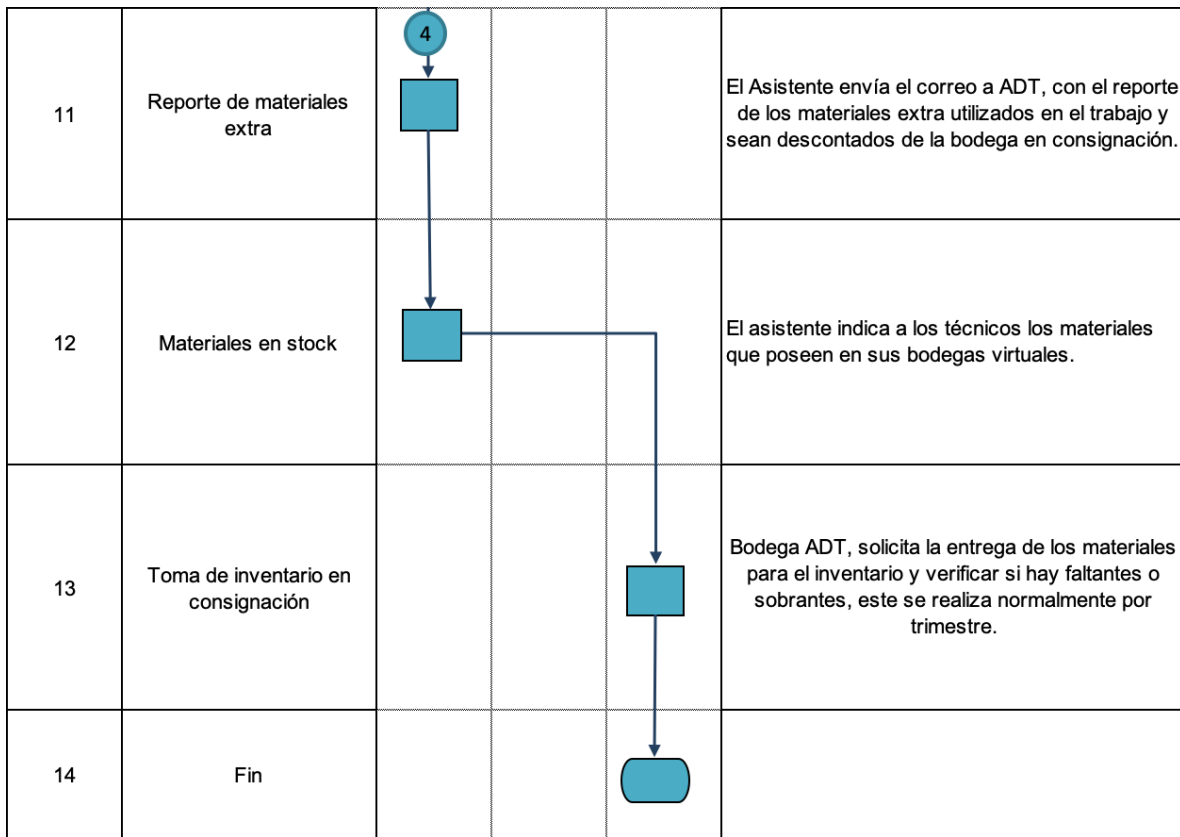 4
11
Reporte de materiales
extra
El Asistente envía el correo a ADT, con el reporte
de los materiales extra utilizados en el trabajo y
sean descontados de la bodega en consignación.
12
Materiales en stock
El asistente indica a los técnicos los materiales
que poseen en sus bodegas virtuales.
13
Toma de inventario en
consignación
Bodega ADT, solicita la entrega de los materiales
para el inventario y verificar si hay faltantes o
sobrantes, este se realiza normalmente por
trimestre.
14
Fin